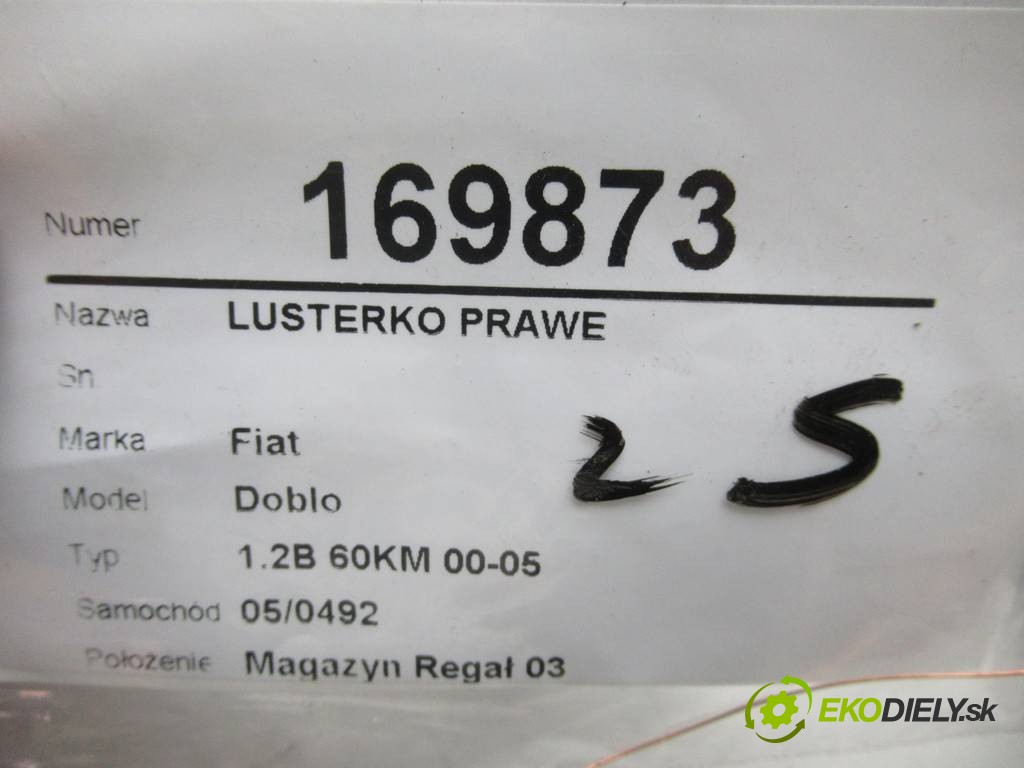 Numer 169873
Nazwa LUSTERKO PRAWE
Sn
Marka Fiat
25
Model Doblo
Typ 1.2B 60KM 00-05
Samochód 05/0492
Położenie Magazyn Regał 03
EKODIELY.sk